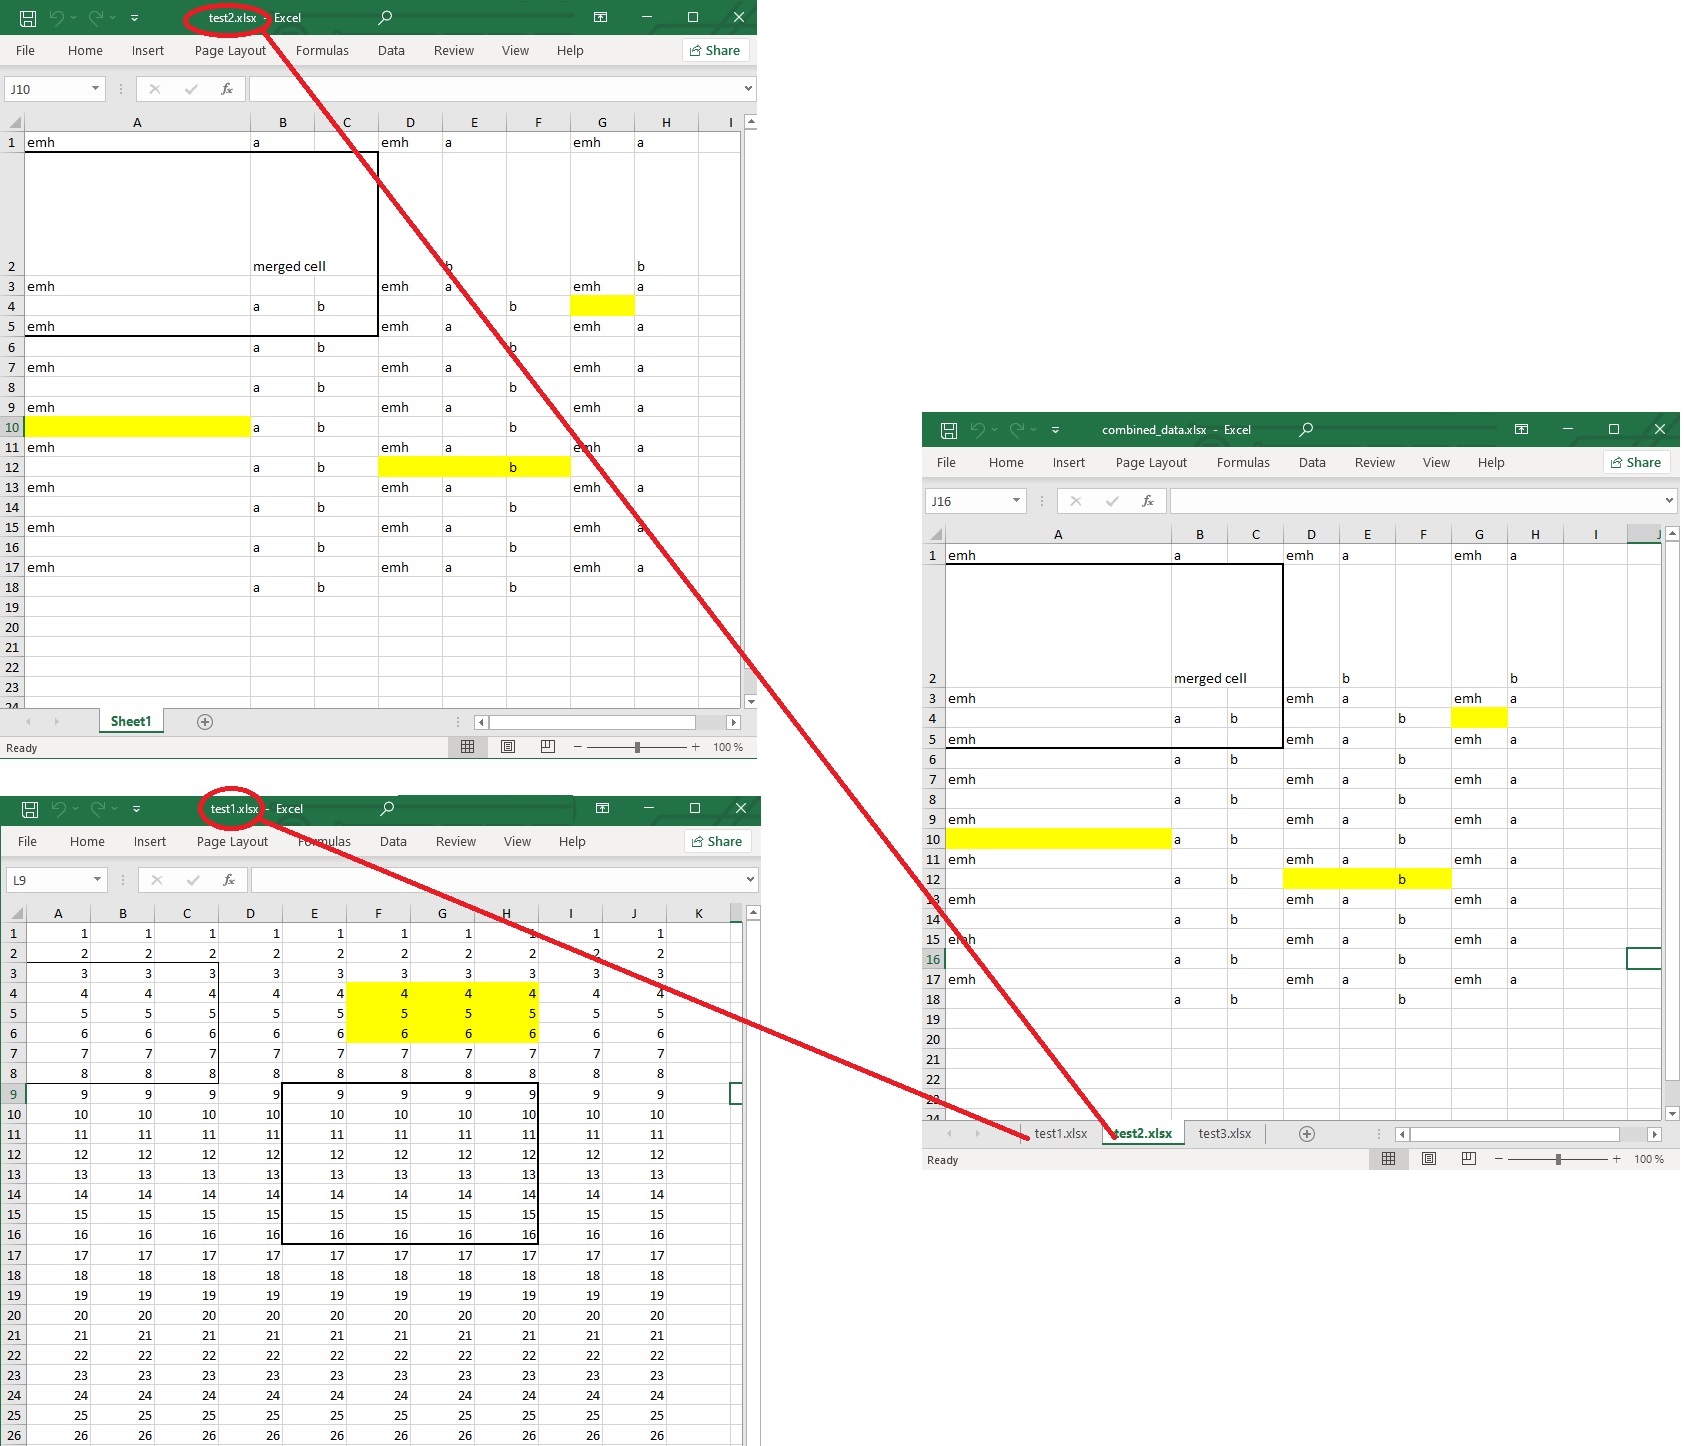 test2.xlsx - Excel
File Home Insert Page Layout Formulas Data Review View Help Share
J10 fx
A B C D E F G H I
1 emh a emh a emh a
2 merged cell b b
3 emh emh a emh a
4 a b b
5 emh emh a emh a
6 a b b
7 emh emh a emh a
8 a b b
9 emh emh a emh a
10 a b b
11 emh emh a emh a
12 a b b
13 emh emh a emh a
14 a b b
15 emh emh a emh a
16 a b b
17 emh emh a emh a
18 a b b
19
20
21
22
23
24
Sheet1
Ready 100 %
test1.xlsx - Excel
File Home Insert Page Layout Formulas Data Review View Help Share
L9 fx
A B C D E F G H I J K
1 1 1 1 1 1 1 1 1 1 1
2 2 2 2 2 2 2 2 2 2 2
3 3 3 3 3 3 3 3 3 3 3
4 4 4 4 4 4 4 4 4 4 4
5 5 5 5 5 5 5 5 5 5 5
6 6 6 6 6 6 6 6 6 6 6
7 7 7 7 7 7 7 7 7 7 7
8 8 8 8 8 8 8 8 8 8 8
9 9 9 9 9 9 9 9 9 9 9
10 10 10 10 10 10 10 10 10 10 10
11 11 11 11 11 11 11 11 11 11 11
12 12 12 12 12 12 12 12 12 12 12
13 13 13 13 13 13 13 13 13 13 13
14 14 14 14 14 14 14 14 14 14 14
15 15 15 15 15 15 15 15 15 15 15
16 16 16 16 16 16 16 16 16 16 16
17 17 17 17 17 17 17 17 17 17 17
18 18 18 18 18 18 18 18 18 18 18
19 19 19 19 19 19 19 19 19 19 19
20 20 20 20 20 20 20 20 20 20 20
21 21 21 21 21 21 21 21 21 21 21
22 22 22 22 22 22 22 22 22 22 22
23 23 23 23 23 23 23 23 23 23 23
24 24 24 24 24 24 24 24 24 24 24
25 25 25 25 25 25 25 25 25 25 25
26 26 26 26 26 26 26 26 26 26 26
combined_data.xlsx - Excel
File Home Insert Page Layout Formulas Data Review View Help Share
J16 fx
A B C D E F G H I J
1 emh a emh a emh a
2 merged cell b b
3 emh emh a emh a
4 a b b
5 emh emh a emh a
6 a b b
7 emh emh a emh a
8 a b b
9 emh emh a emh a
10 a b b
11 emh emh a emh a
12 a b b
13 emh emh a emh a
14 a b b
15 emh emh a emh a
16 a b b
17 emh emh a emh a
18 a b b
19
20
21
22
23
24
test1.xlsx test2.xlsx test3.xlsx
Ready 100 %